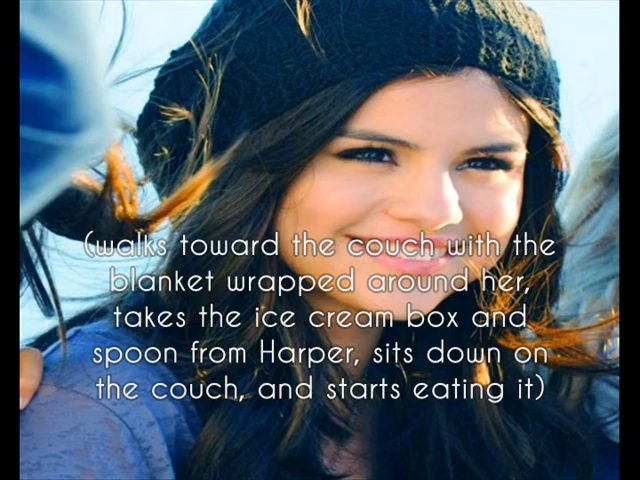 (walks toward the couch with the
blanket wrapped around her,
takes the ice cream box and
spoon from Harper, sits down on
the couch, and starts eating it)